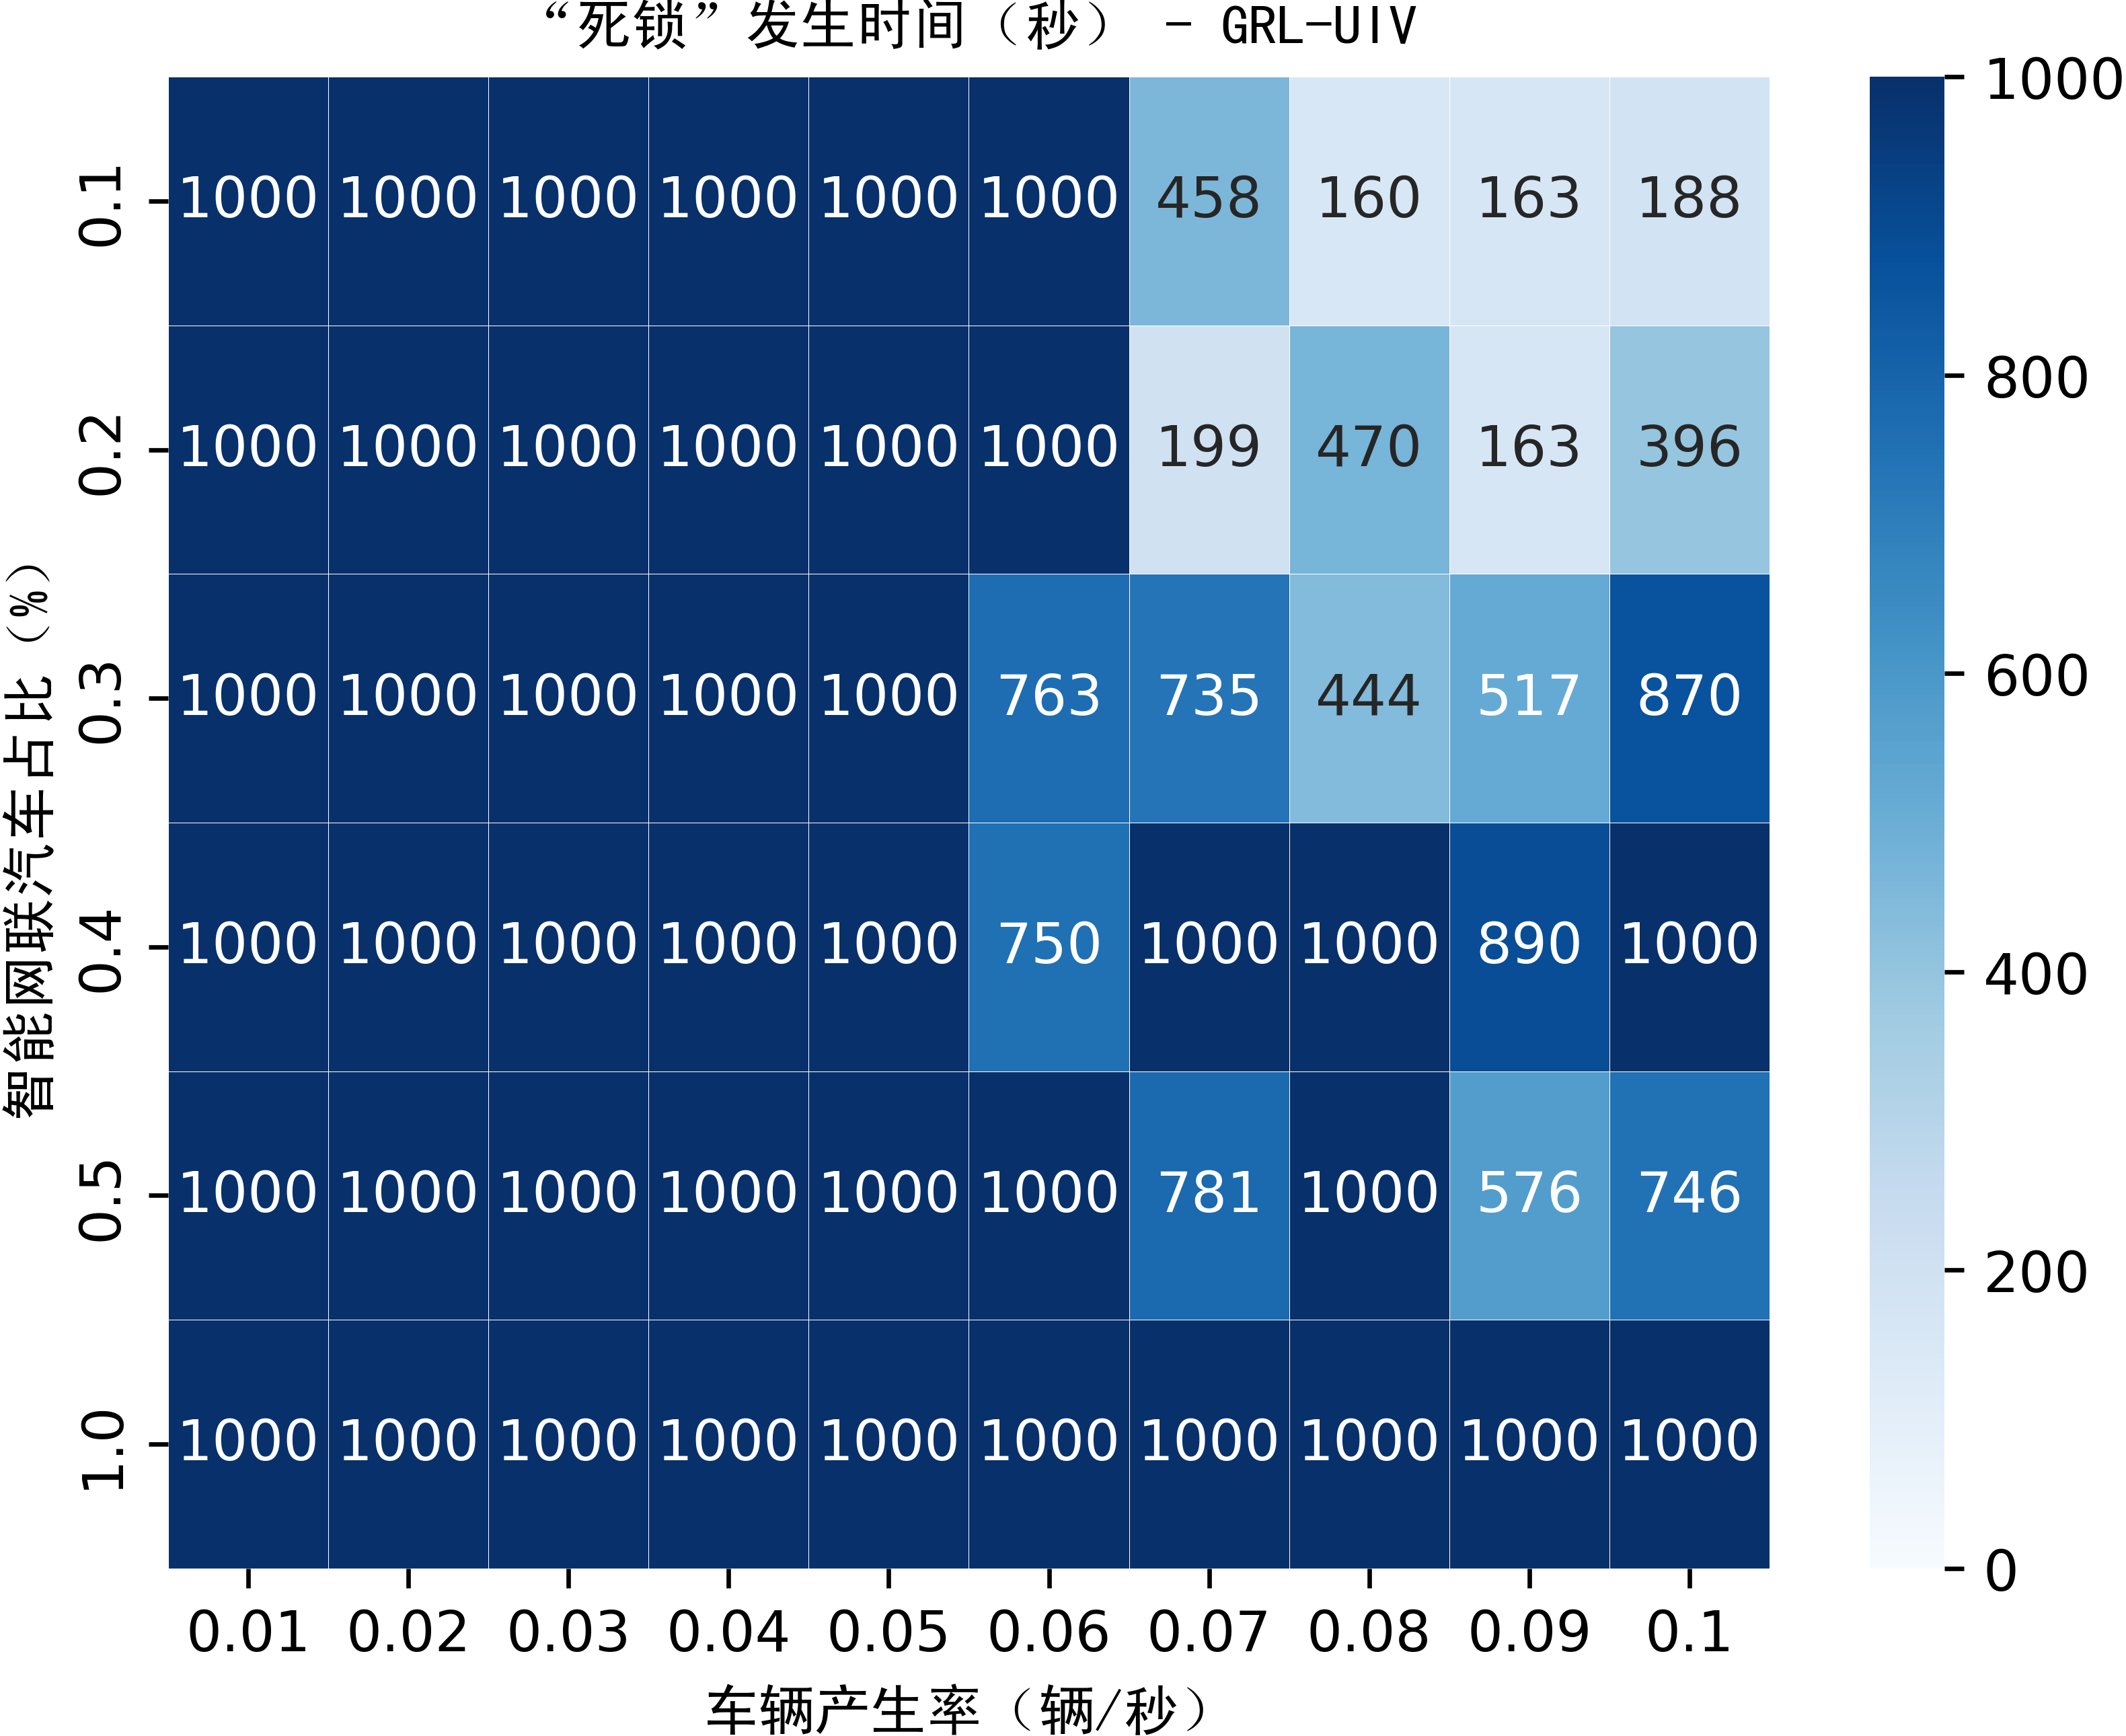 “死锁”发生时间（秒） - GRL-UIV
智能网联汽车占比（%）
0.1 1000 1000 1000 1000 1000 1000 458 160 163 188
0.2 1000 1000 1000 1000 1000 1000 199 470 163 396
0.3 1000 1000 1000 1000 1000 763 735 444 517 870
0.4 1000 1000 1000 1000 1000 750 1000 1000 890 1000
0.5 1000 1000 1000 1000 1000 1000 781 1000 576 746
1.0 1000 1000 1000 1000 1000 1000 1000 1000 1000 1000
0.01 0.02 0.03 0.04 0.05 0.06 0.07 0.08 0.09 0.1
车辆产生率（辆/秒）
1000
800
600
400
200
0